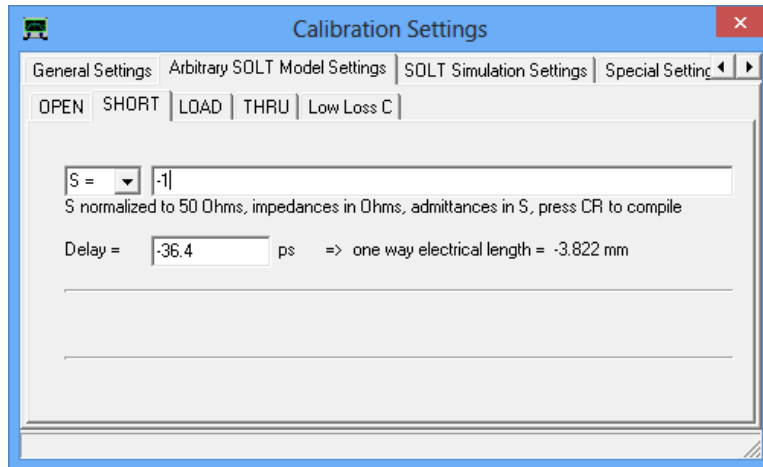 Calibration Settings
General Settings Arbitrary SOLT Model Settings SOLT Simulation Settings Special Setting
OPEN SHORT LOAD THRU Low Loss C
S = -1
S normalized to 50 Ohms, impedances in Ohms, admittances in S, press CR to compile
Delay = -36.4 ps => one way electrical length = -3.822 mm